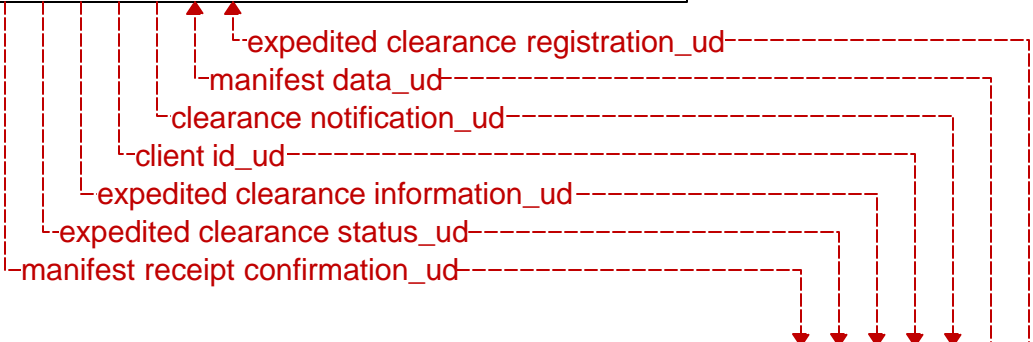 expedited clearance registration_ud
manifest data_ud
clearance notification_ud
client id_ud
expedited clearance information_ud
expedited clearance status_ud
manifest receipt confirmation_ud